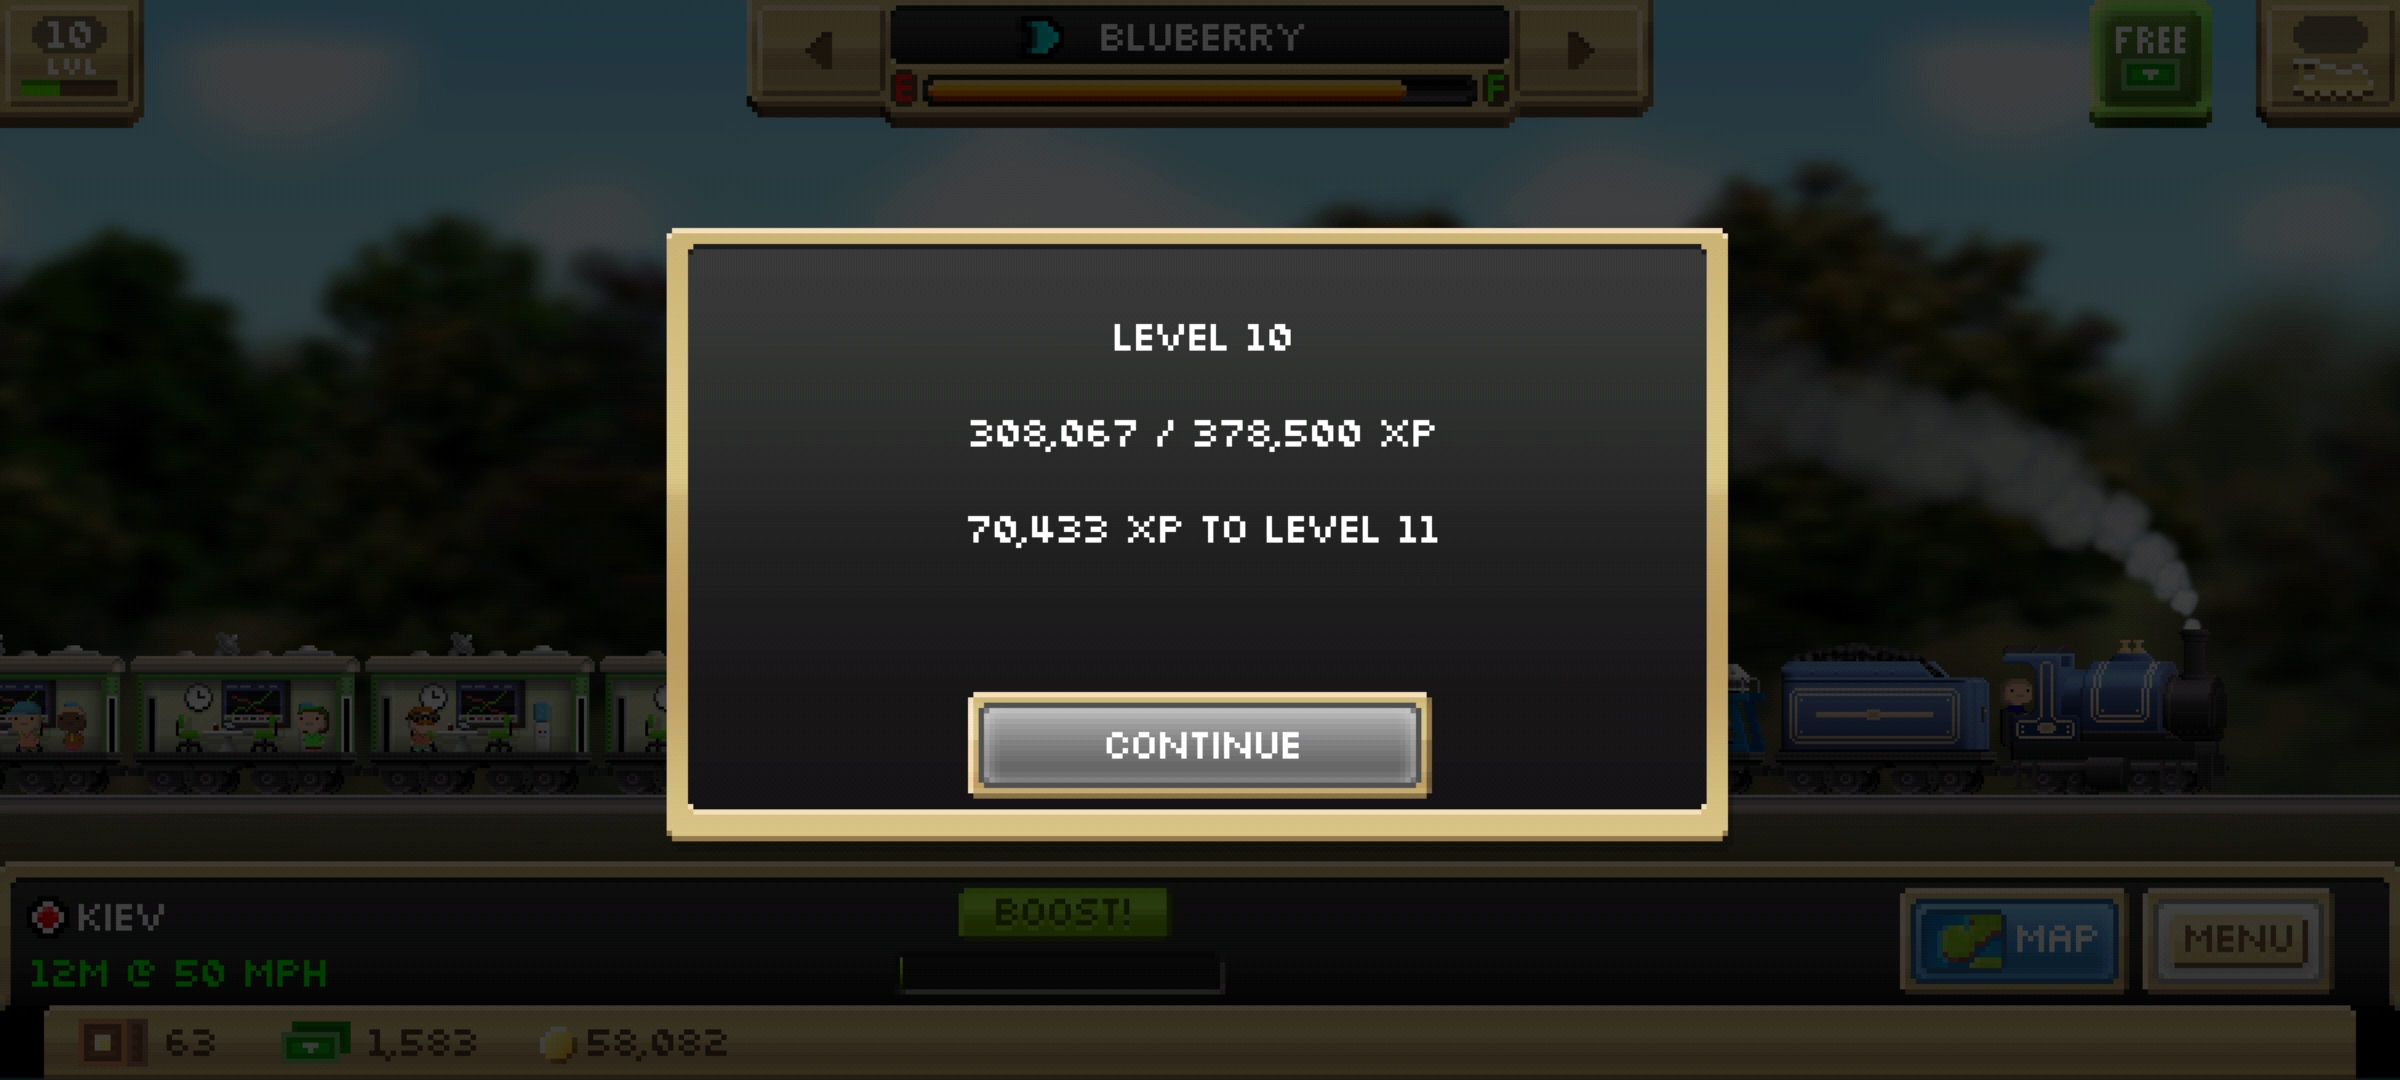 10
LVL
BLUBERRY
E
F
FREE
LEVEL 10
308,067 / 378,500 XP
70,433 XP TO LEVEL 11
CONTINUE
KIEV
12M @ 50 MPH
BOOST!
MAP
MENU
63
1,583
58,082